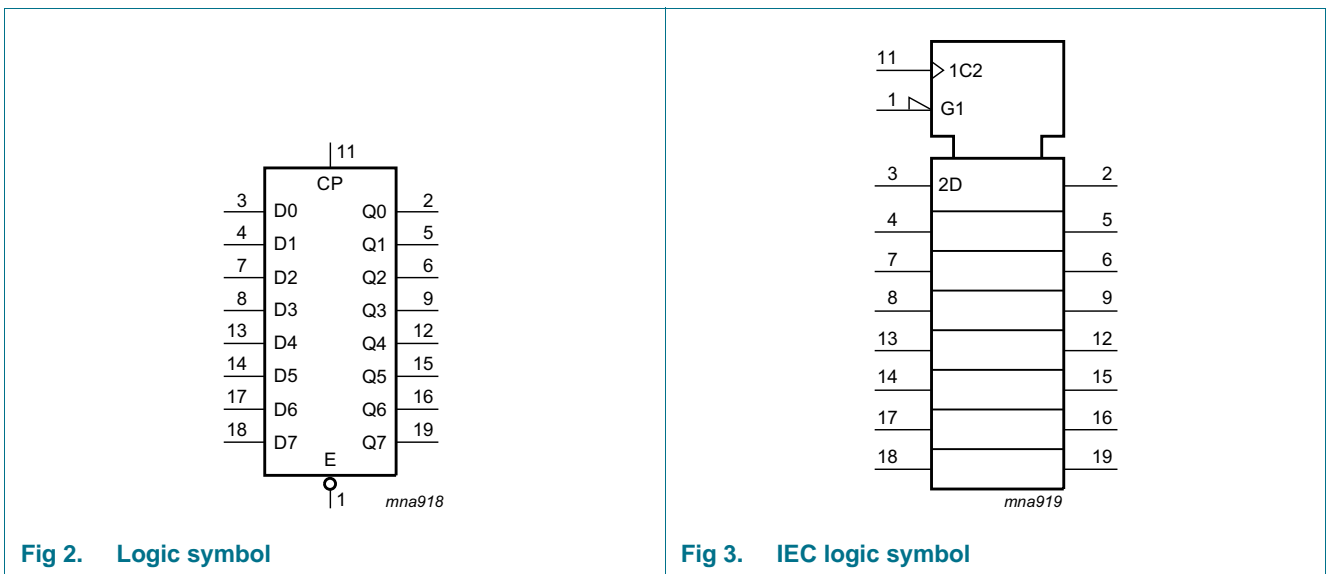 11
CP
3 D0 Q0 2
4 D1 Q1 5
7 D2 Q2 6
8 D3 Q3 9
13 D4 Q4 12
14 D5 Q5 15
17 D6 Q6 16
18 D7 Q7 19
E
1 mna918
Fig 2. Logic symbol
11 1C2
1 G1
3 2D 2
4 5
7 6
8 9
13 12
14 15
17 16
18 19
mna919
Fig 3. IEC logic symbol